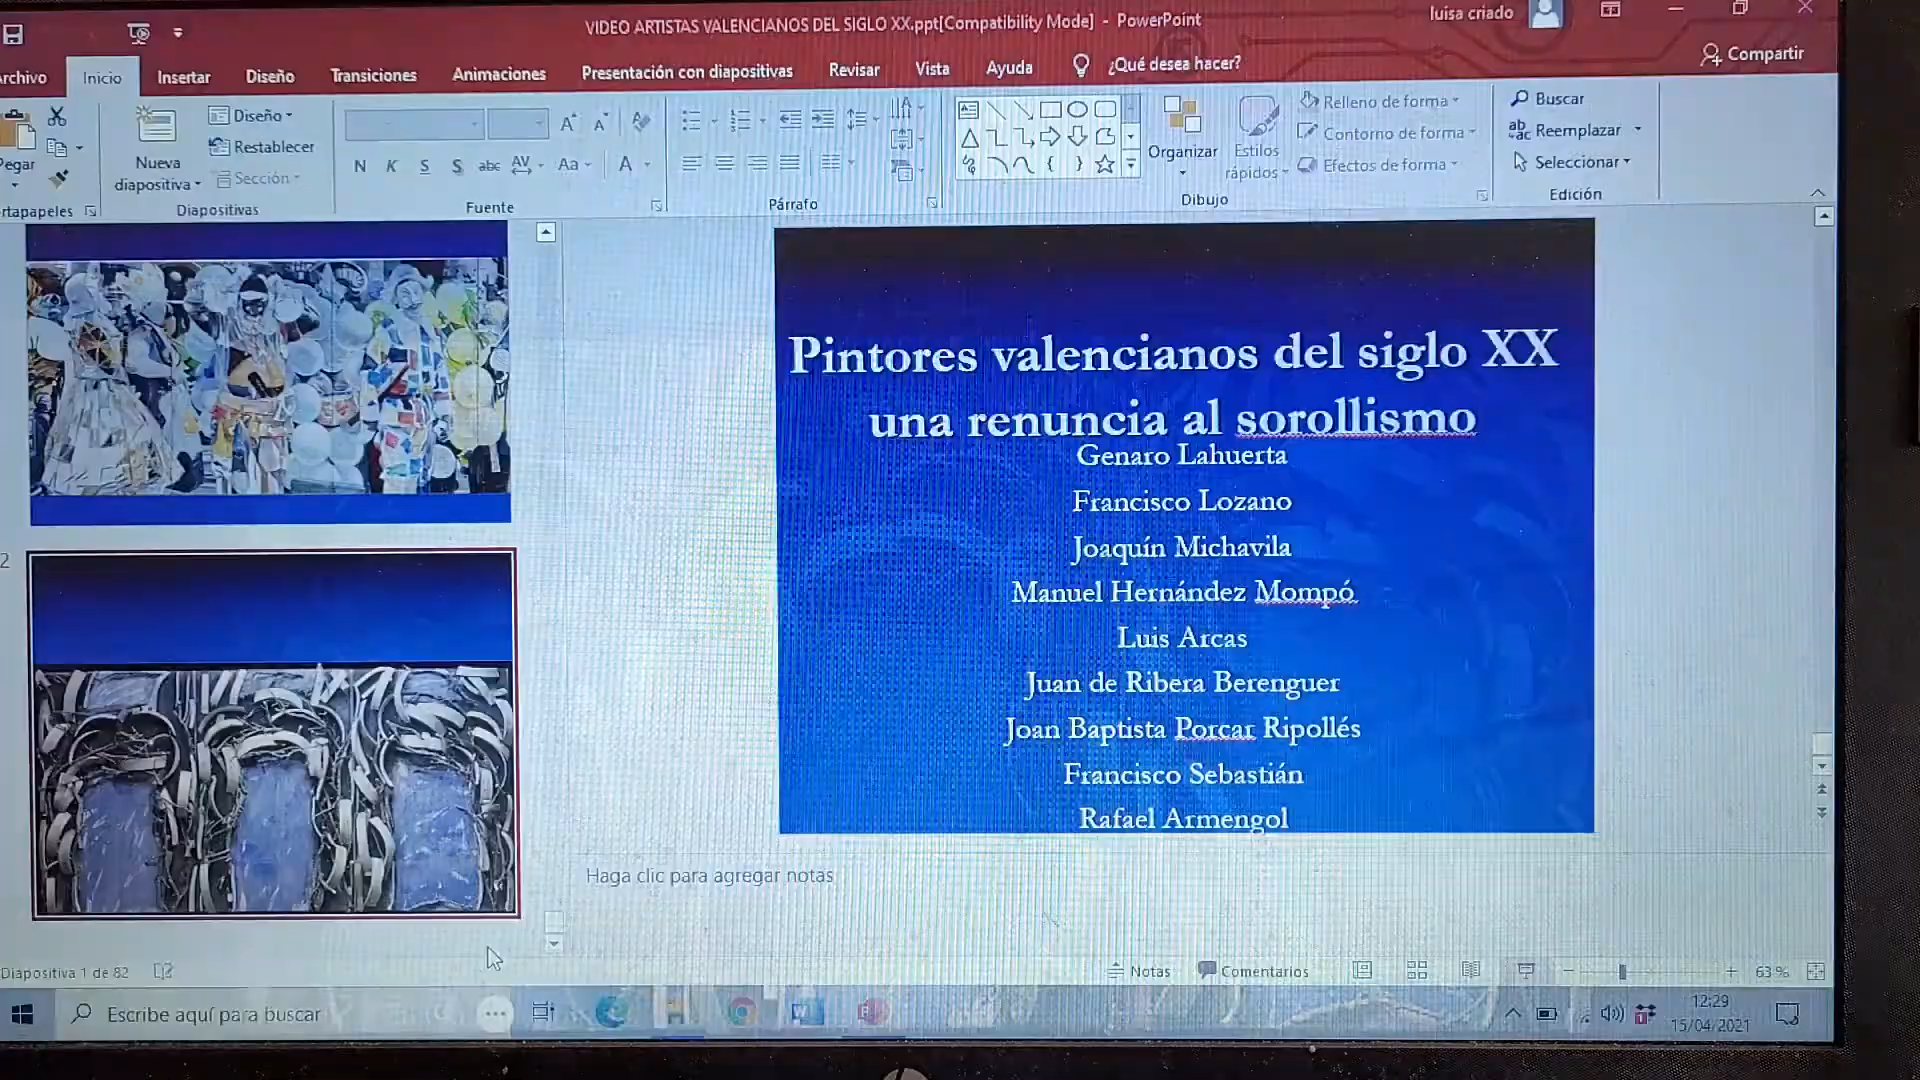 VIDEO ARTISTAS VALENCIANOS DEL SIGLO XX.ppt[Compatibility Mode] - PowerPoint
luisa criado
Archivo Inicio Insertar Diseño Transiciones Animaciones Presentación con diapositivas Revisar Vista Ayuda ¿Qué desea hacer? Compartir
Pegar
Nueva diapositiva
Diseño
Restablecer
Sección
rtapapeles
Diapositivas
N K S S abc AV Aa A
Fuente
Párrafo
Organizar
Estilos rápidos
Relleno de forma
Contorno de forma
Efectos de forma
Dibujo
Buscar
Reemplazar
Seleccionar
Edición
2
Pintores valencianos del siglo XX
una renuncia al sorollismo
Genaro Lahuerta
Francisco Lozano
Joaquín Michavila
Manuel Hernández Mompó
Luis Arcas
Juan de Ribera Berenguer
Joan Baptista Porcar Ripollés
Francisco Sebastián
Rafael Armengol
Haga clic para agregar notas
Diapositiva 1 de 82
Notas Comentarios 63 %
Escribe aquí para buscar
12:29
15/04/2021